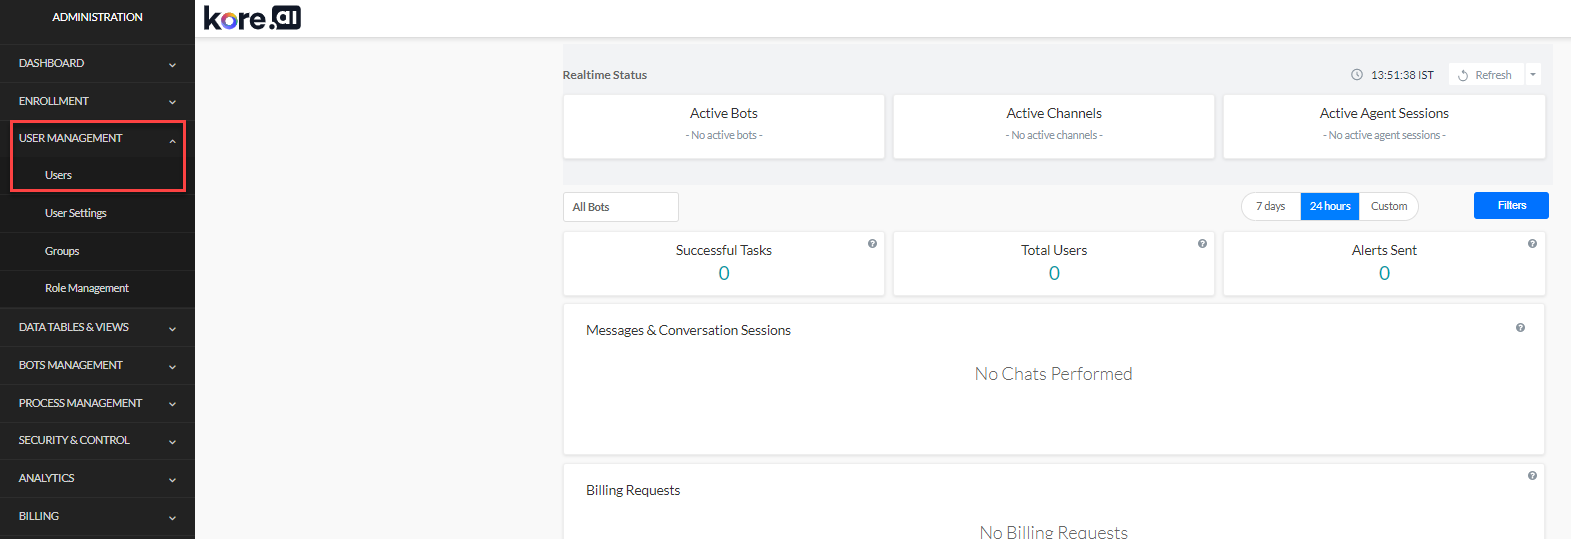 ADMINISTRATION
kore.ai
DASHBOARD
ENROLLMENT
USER MANAGEMENT
Users
User Settings
Groups
Role Management
DATA TABLES & VIEWS
BOTS MANAGEMENT
PROCESS MANAGEMENT
SECURITY & CONTROL
ANALYTICS
BILLING
Realtime Status
13:51:38 IST
Refresh
Active Bots
- No active bots -
Active Channels
- No active channels -
Active Agent Sessions
- No active agent sessions -
All Bots
7 days
24 hours
Custom
Filters
Successful Tasks
?
0
Total Users
?
0
Alerts Sent
?
0
Messages & Conversation Sessions
?
No Chats Performed
?
Billing Requests
No Billing Requests